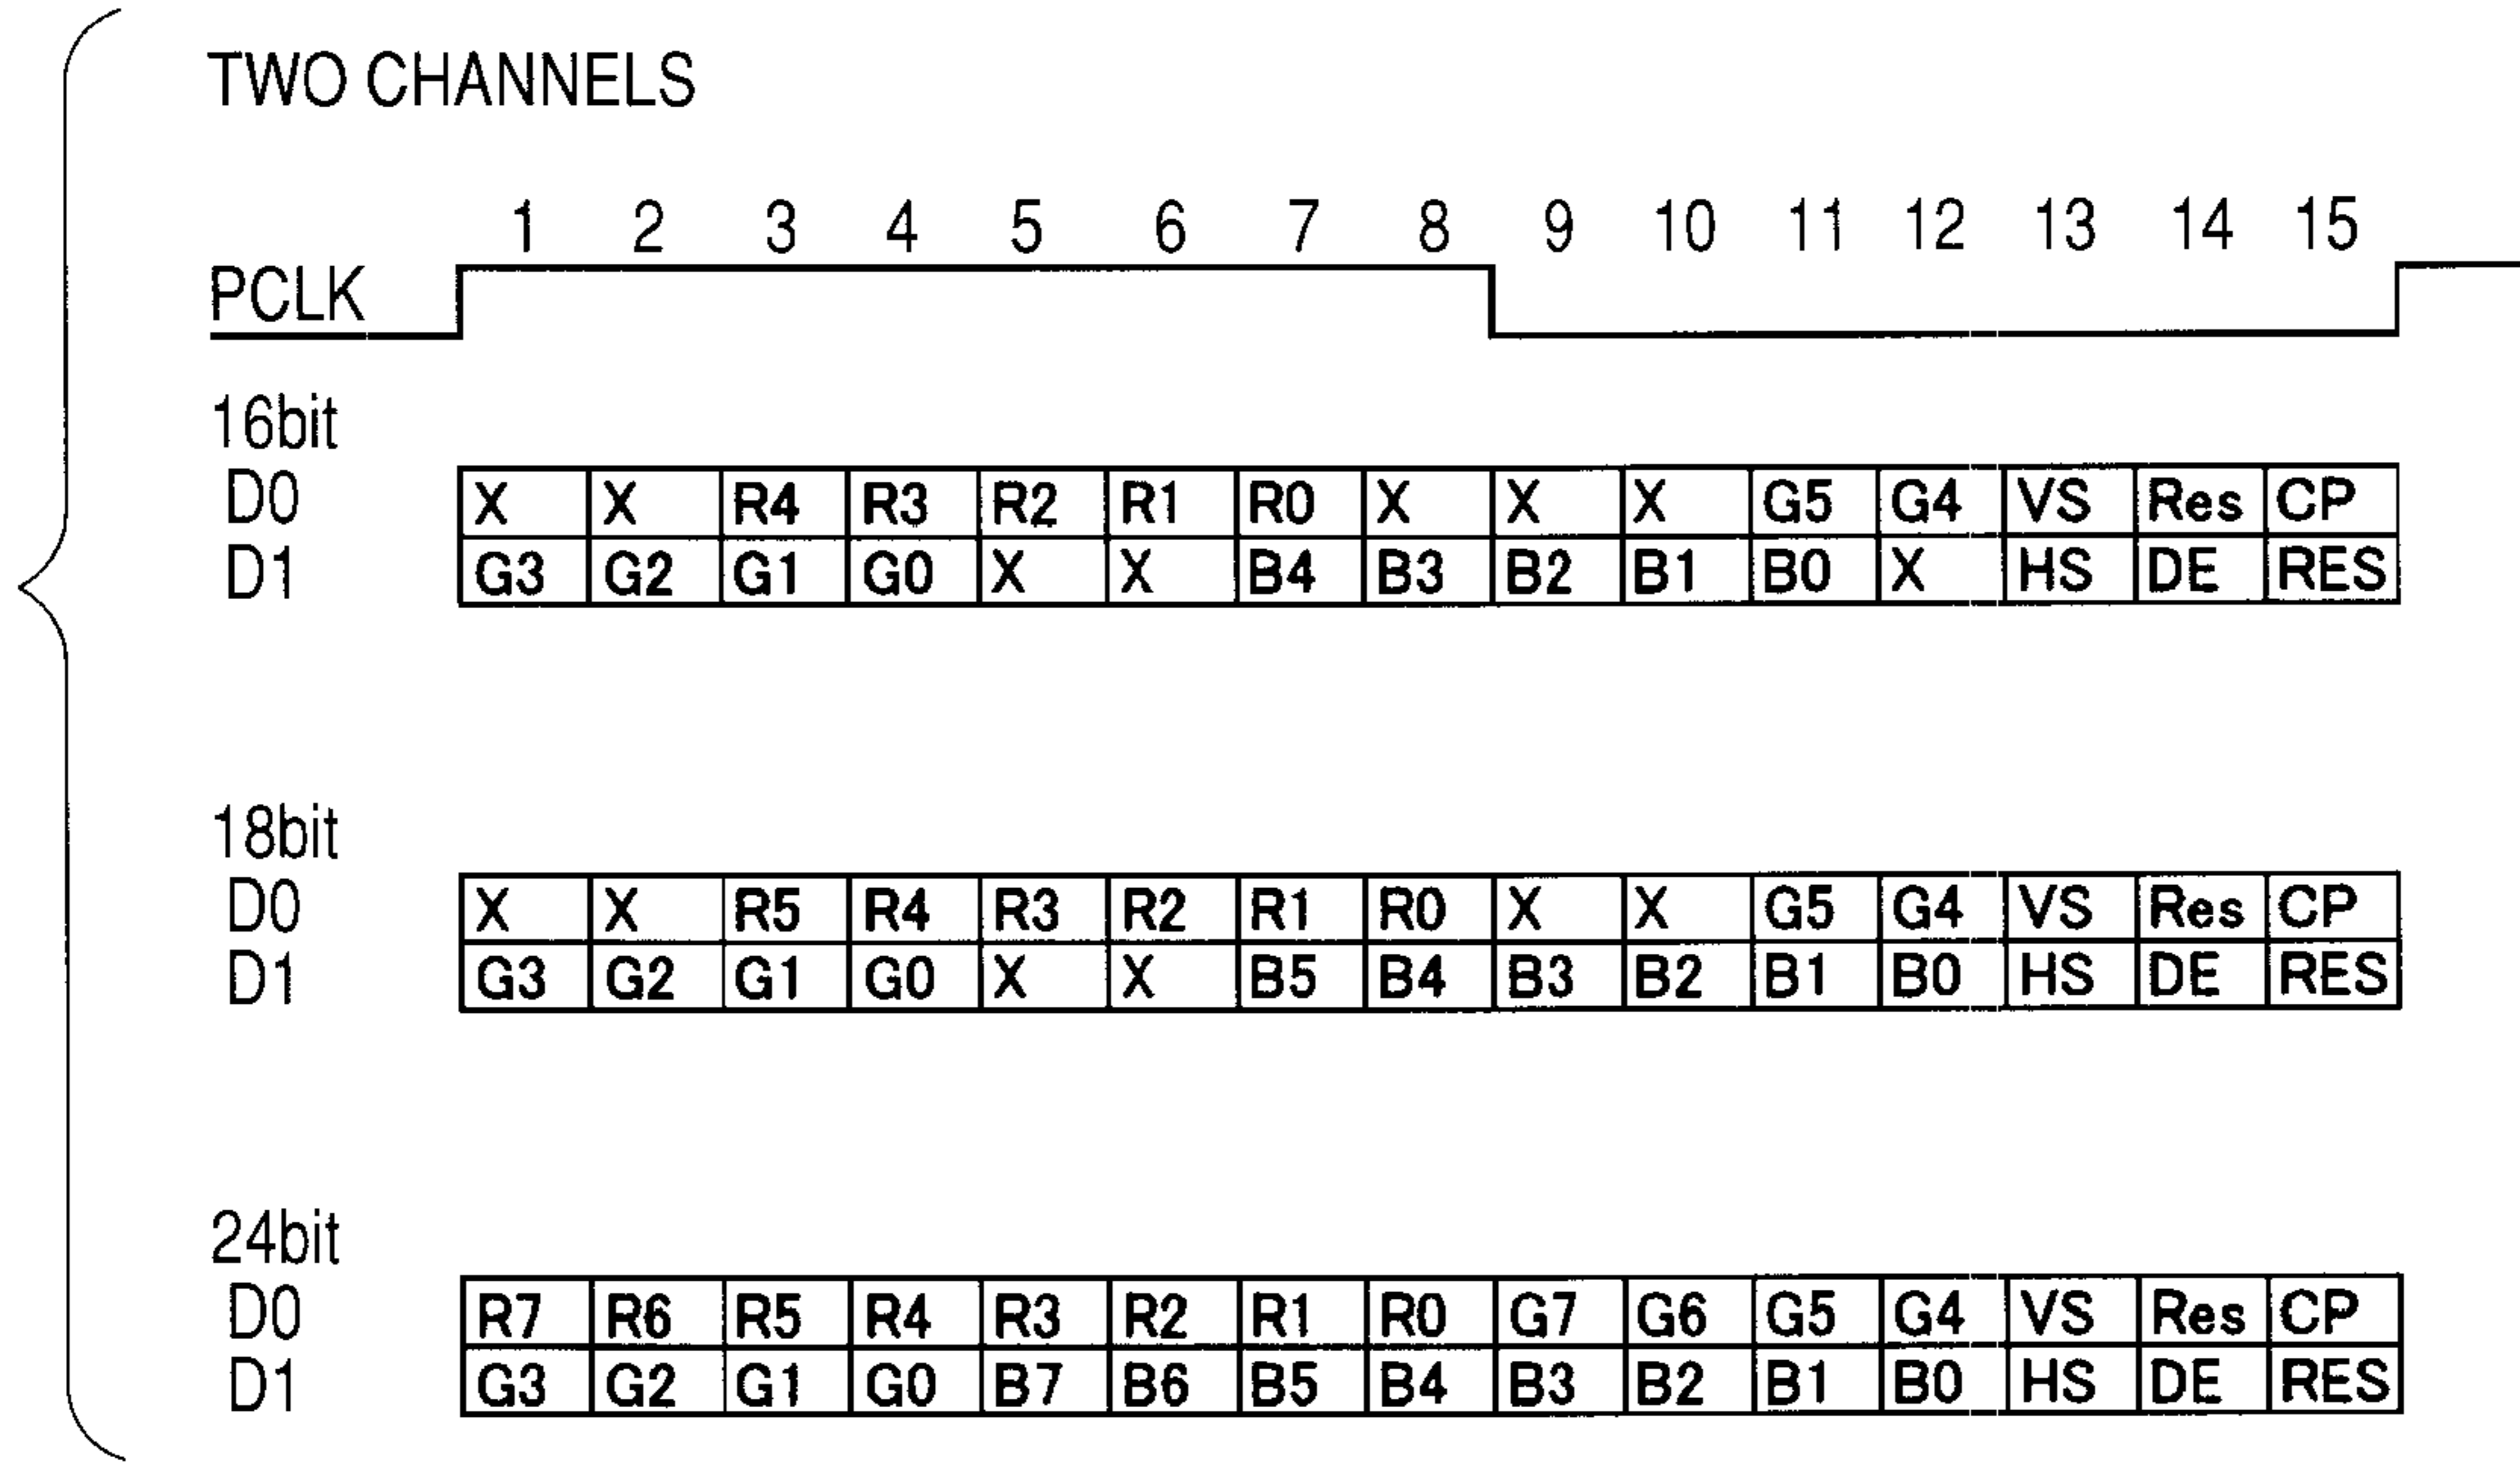 TWO CHANNELS
1 2 3 4 5 6 7 8 9 10 11 12 13 14 15
PCLK
16bit
D0 X X R4 R3 R2 R1 R0 X X X G5 G4 VS Res CP
D1 G3 G2 G1 G0 X X B4 B3 B2 B1 B0 X HS DE RES
18bit
D0 X X R5 R4 R3 R2 R1 R0 X X G5 G4 VS Res CP
D1 G3 G2 G1 G0 X X B5 B4 B3 B2 B1 B0 HS DE RES
24bit
D0 R7 R6 R5 R4 R3 R2 R1 R0 G7 G6 G5 G4 VS Res CP
D1 G3 G2 G1 G0 B7 B6 B5 B4 B3 B2 B1 B0 HS DE RES